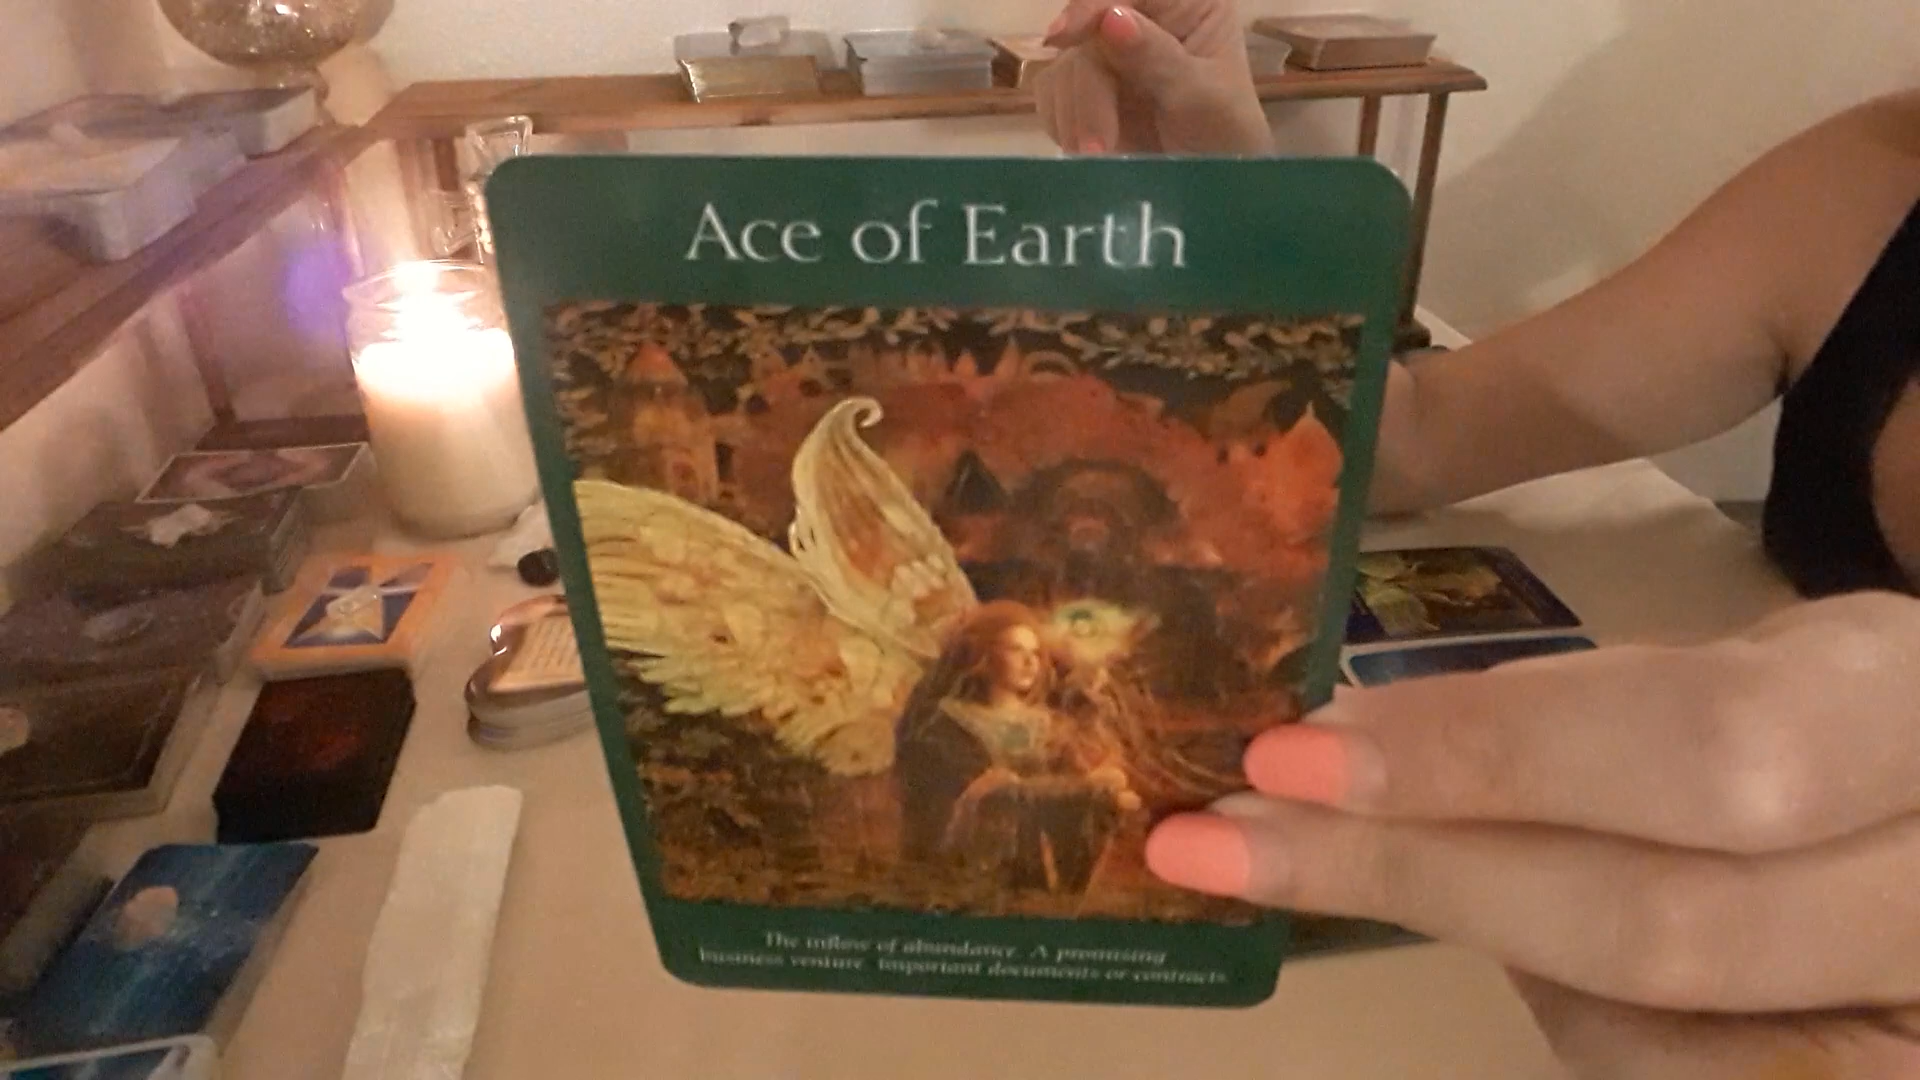 Ace of Earth
The inflow of abundance. A promising
business venture. Important documents or contracts.